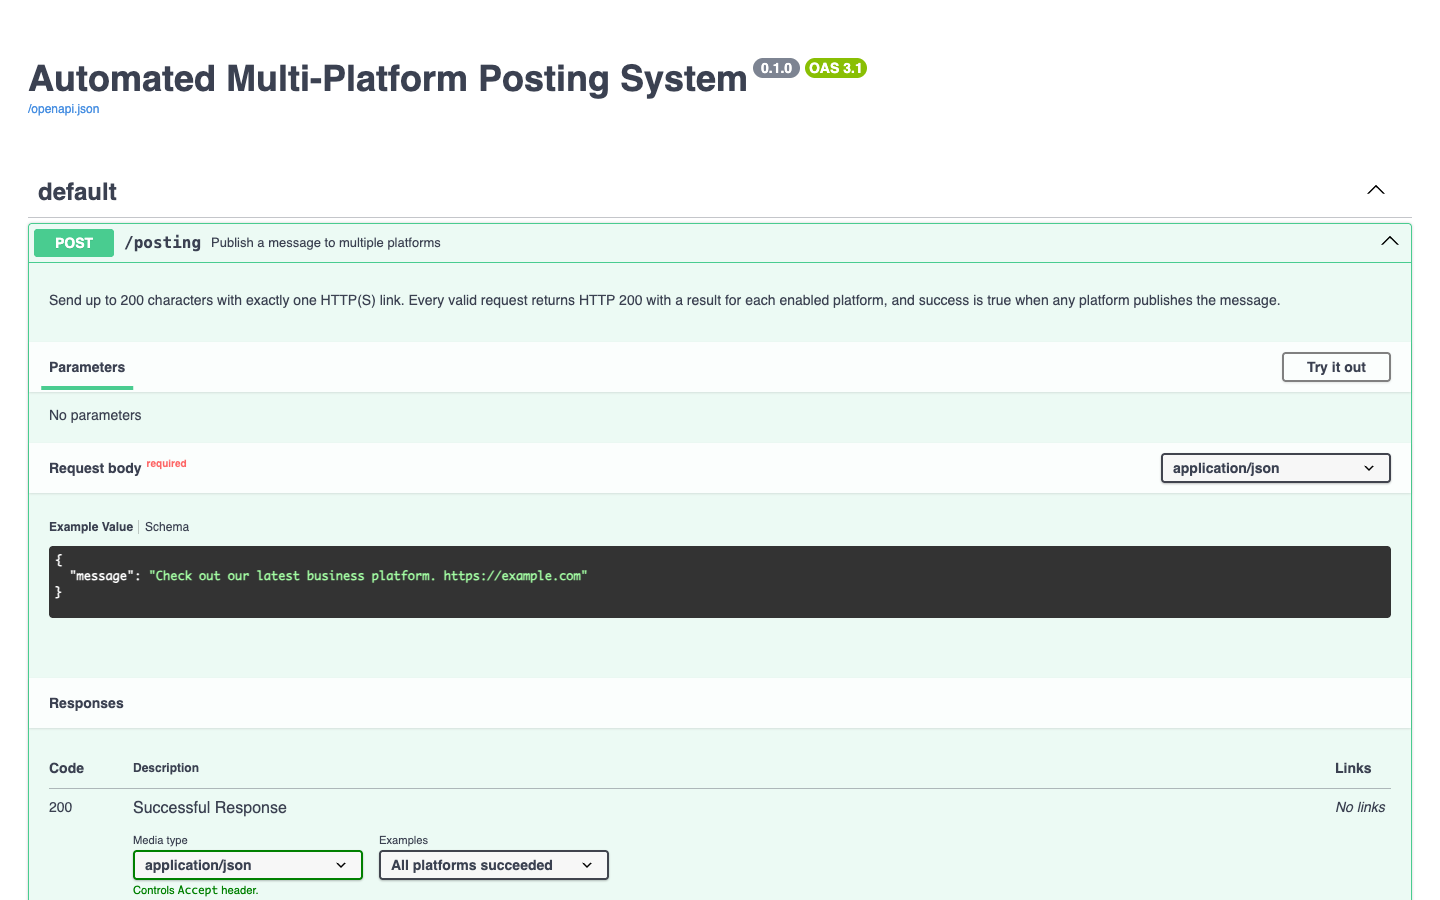 Automated Multi-Platform Posting System 0.1.0 OAS 3.1
/openapi.json
default
POST /posting Publish a message to multiple platforms
Send up to 200 characters with exactly one HTTP(S) link. Every valid request returns HTTP 200 with a result for each enabled platform, and success is true when any platform publishes the message.
Parameters Try it out
No parameters
Request body required application/json
Example Value Schema
{
"message": "Check out our latest business platform. https://example.com"
}
Responses
Code Description Links
200 Successful Response No links
Media type Examples
application/json All platforms succeeded
Controls Accept header.